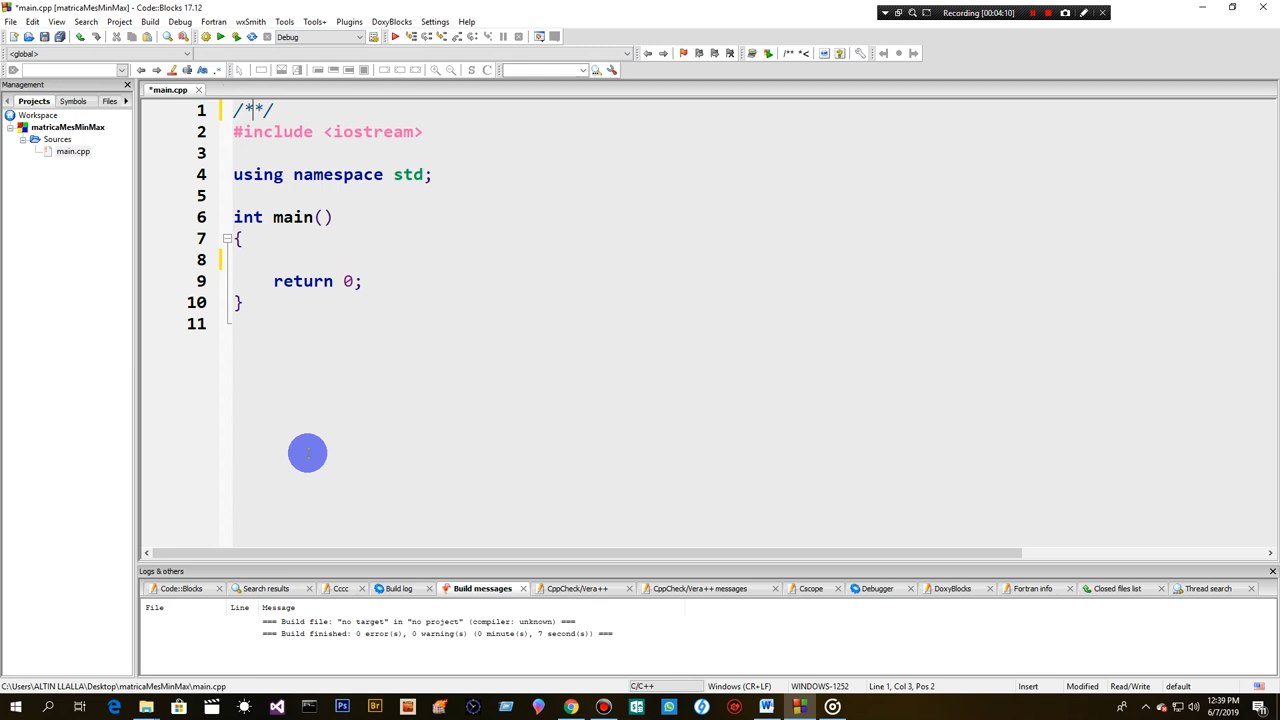 *main.cpp [matricaMesMinMax] - Code::Blocks 17.12
Recording [00:04:10]
File Edit View Search Project Build Debug Fortran wxSmith Tools Tools+ Plugins DoxyBlocks Settings Help
Debug
<global>
/** *<
S C
Management
*main.cpp
Projects Symbols Files
Workspace
matricaMesMinMax
Sources
main.cpp
1 /**/
2 #include <iostream>
3
4 using namespace std;
5
6 int main()
7 {
8
9 return 0;
10 }
11
Logs & others
Code::Blocks Search results Cccc Build log Build messages CppCheck/Vera++ CppCheck/Vera++ messages Cscope Debugger DoxyBlocks Fortran info Closed files list Thread search
File Line Message
=== Build file: "no target" in "no project" (compiler: unknown) ===
=== Build finished: 0 error(s), 0 warning(s) (0 minute(s), 7 second(s)) ===
C:\Users\ALTIN LLALLA\Desktop\matricaMesMinMax\main.cpp C/C++ Windows (CR+LF) WINDOWS-1252 Line 1, Col 3, Pos 2 Insert Modified Read/Write default
Ps Br
12:39 AM
6/7/2019